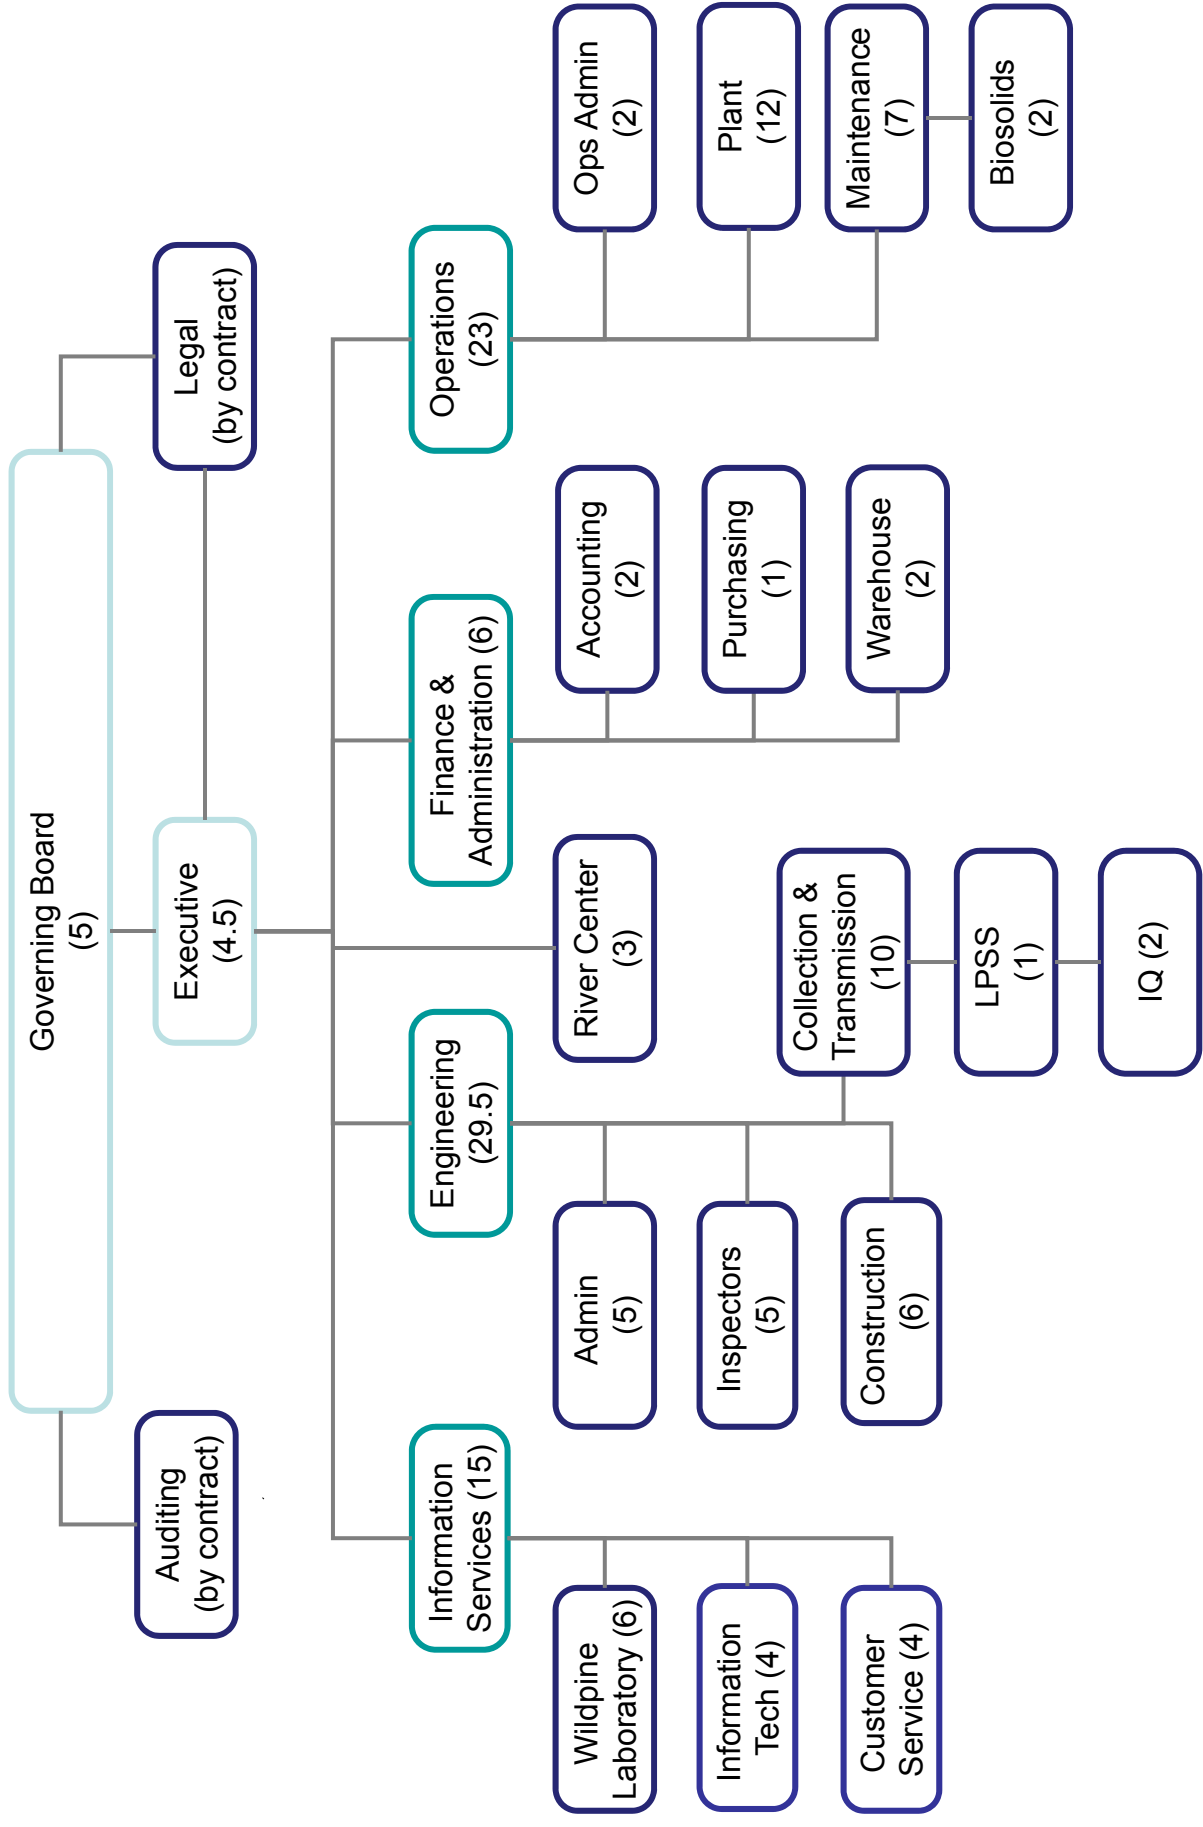 Governing Board
(5)
Auditing
(by contract)
Executive
(4.5)
Legal
(by contract)
Information
Services (15)
Engineering
(29.5)
Finance &
Administration (6)
Operations
(23)
Wildpine
Laboratory (6)
Admin
(5)
River Center
(3)
Accounting
(2)
Ops Admin
(2)
Information
Tech (4)
Inspectors
(5)
Purchasing
(1)
Plant
(12)
Customer
Service (4)
Construction
(6)
Collection &
Transmission
(10)
Warehouse
(2)
Maintenance
(7)
LPSS
(1)
Biosolids
(2)
IQ (2)